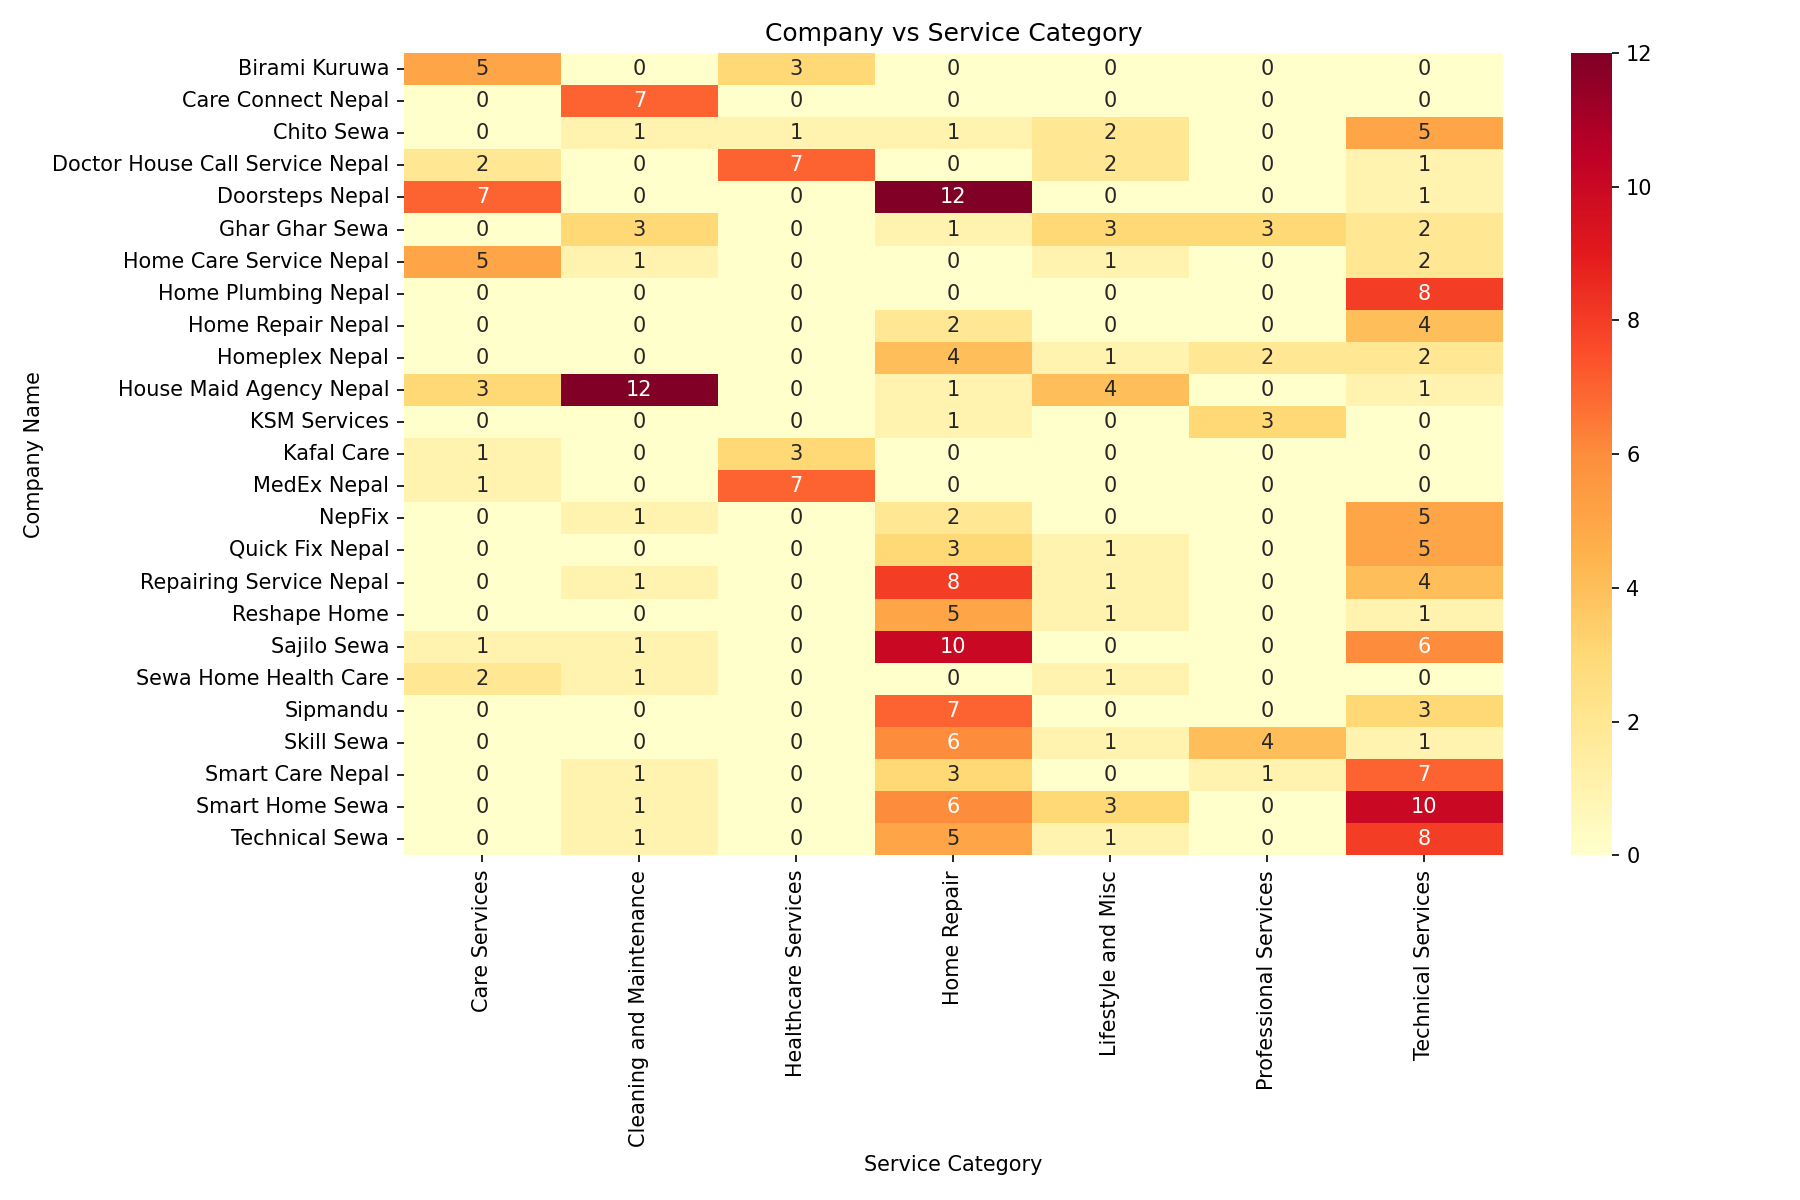 Company vs Service Category
Company Name
Birami Kuruwa 5 0 3 0 0 0 0
Care Connect Nepal 0 7 0 0 0 0 0
Chito Sewa 0 1 1 1 2 0 5
Doctor House Call Service Nepal 2 0 7 0 2 0 1
Doorsteps Nepal 7 0 0 12 0 0 1
Ghar Ghar Sewa 0 3 0 1 3 3 2
Home Care Service Nepal 5 1 0 0 1 0 2
Home Plumbing Nepal 0 0 0 0 0 0 8
Home Repair Nepal 0 0 0 2 0 0 4
Homeplex Nepal 0 0 0 4 1 2 2
House Maid Agency Nepal 3 12 0 1 4 0 1
KSM Services 0 0 0 1 0 3 0
Kafal Care 1 0 3 0 0 0 0
MedEx Nepal 1 0 7 0 0 0 0
NepFix 0 1 0 2 0 0 5
Quick Fix Nepal 0 0 0 3 1 0 5
Repairing Service Nepal 0 1 0 8 1 0 4
Reshape Home 0 0 0 5 1 0 1
Sajilo Sewa 1 1 0 10 0 0 6
Sewa Home Health Care 2 1 0 0 1 0 0
Sipmandu 0 0 0 7 0 0 3
Skill Sewa 0 0 0 6 1 4 1
Smart Care Nepal 0 1 0 3 0 1 7
Smart Home Sewa 0 1 0 6 3 0 10
Technical Sewa 0 1 0 5 1 0 8
Care Services
Cleaning and Maintenance
Healthcare Services
Home Repair
Lifestyle and Misc
Professional Services
Technical Services
Service Category
12
10
8
6
4
2
0